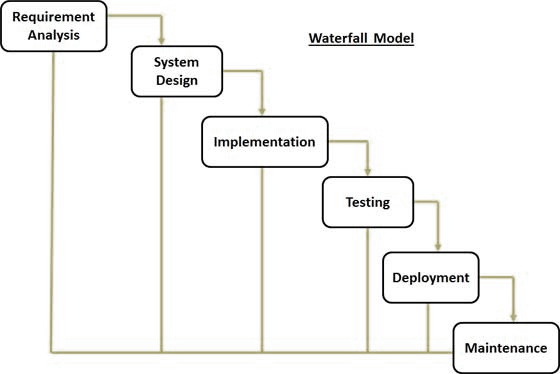 Requirement
Analysis
Waterfall Model
System
Design
Implementation
Testing
Deployment
Maintenance